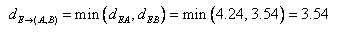 d_{E→(A,B)} = min (d_{EA}, d_{EB}) = min (4.24, 3.54) = 3.54